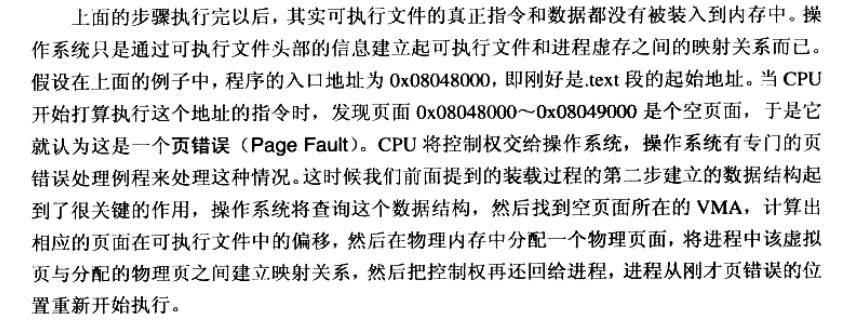 上面的步骤执行完以后，其实可执行文件的真正指令和数据都没有被装入到内存中。操
作系统只是通过可执行文件头部的信息建立起可执行文件和进程虚存之间的映射关系而已。
假设在上面的例子中，程序的入口地址为 0x08048000，即刚好是.text 段的起始地址。当 CPU
开始打算执行这个地址的指令时，发现页面 0x08048000～0x08049000 是个空页面，于是它
就认为这是一个页错误（Page Fault）。CPU 将控制权交给操作系统，操作系统有专门的页
错误处理例程来处理这种情况。这时候我们前面提到的装载过程的第二步建立的数据结构起
到了很关键的作用，操作系统将查询这个数据结构，然后找到空页面所在的 VMA，计算出
相应的页面在可执行文件中的偏移，然后在物理内存中分配一个物理页面，将进程中该虚拟
页与分配的物理页之间建立映射关系，然后把控制权再还回给进程，进程从刚才页错误的位
置重新开始执行。